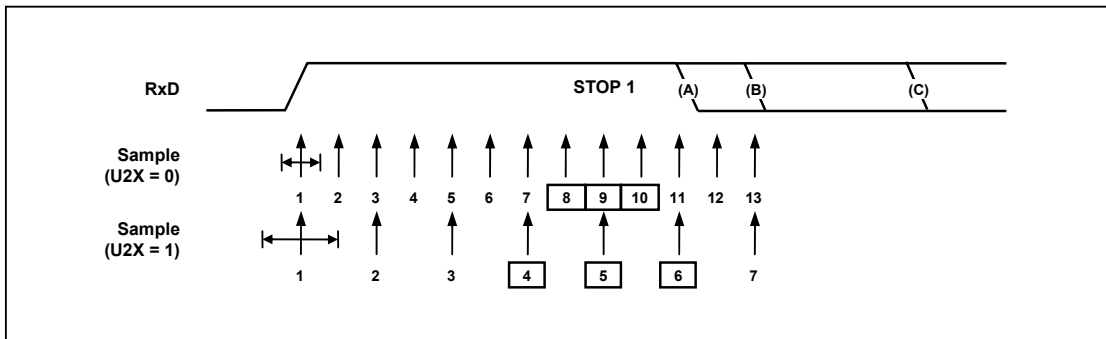 RxD STOP 1 (A) (B) (C)
Sample
(U2X = 0)
1 2 3 4 5 6 7 8 9 10 11 12 13
Sample
(U2X = 1)
1 2 3 4 5 6 7